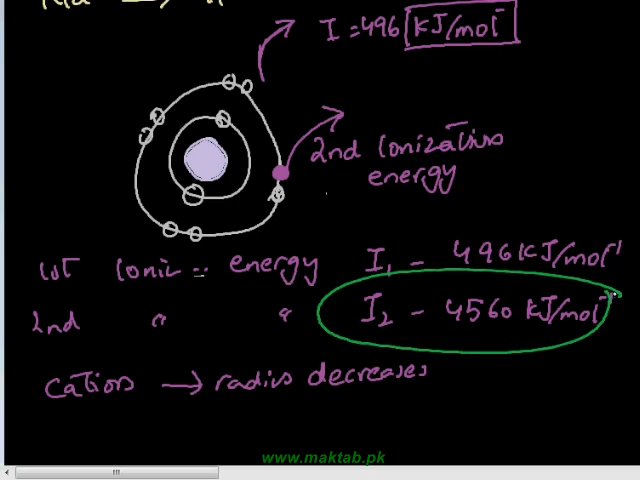 I = 496 KJ/mol
2nd Ionization
energy
1st Ioniz = energy I₁ - 496 KJ/mol
2nd " " I₂ - 4560 KJ/mol
Cations → radius decreases
www.maktab.pk